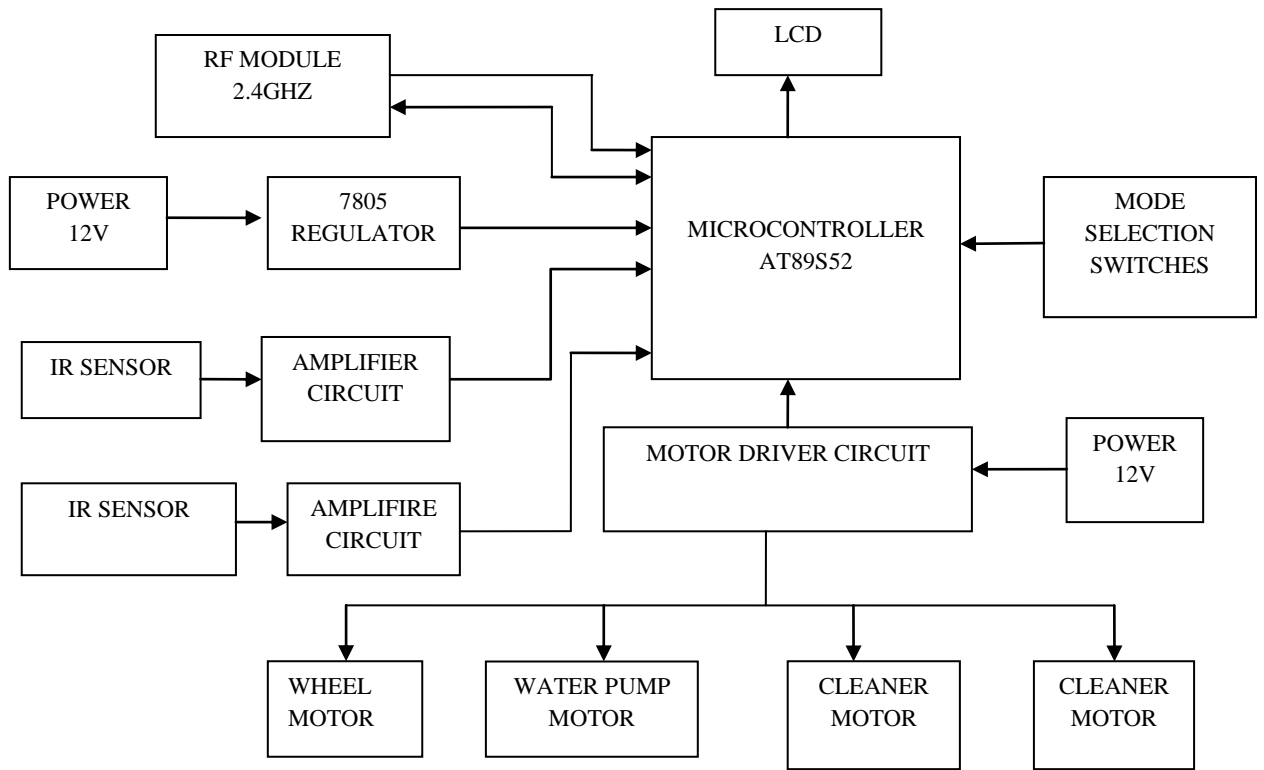 LCD
RF MODULE
2.4GHZ
POWER
12V
7805
REGULATOR
MICROCONTROLLER
AT89S52
MODE
SELECTION
SWITCHES
IR SENSOR
AMPLIFIER
CIRCUIT
MOTOR DRIVER CIRCUIT
POWER
12V
IR SENSOR
AMPLIFIRE
CIRCUIT
WHEEL
MOTOR
WATER PUMP
MOTOR
CLEANER
MOTOR
CLEANER
MOTOR